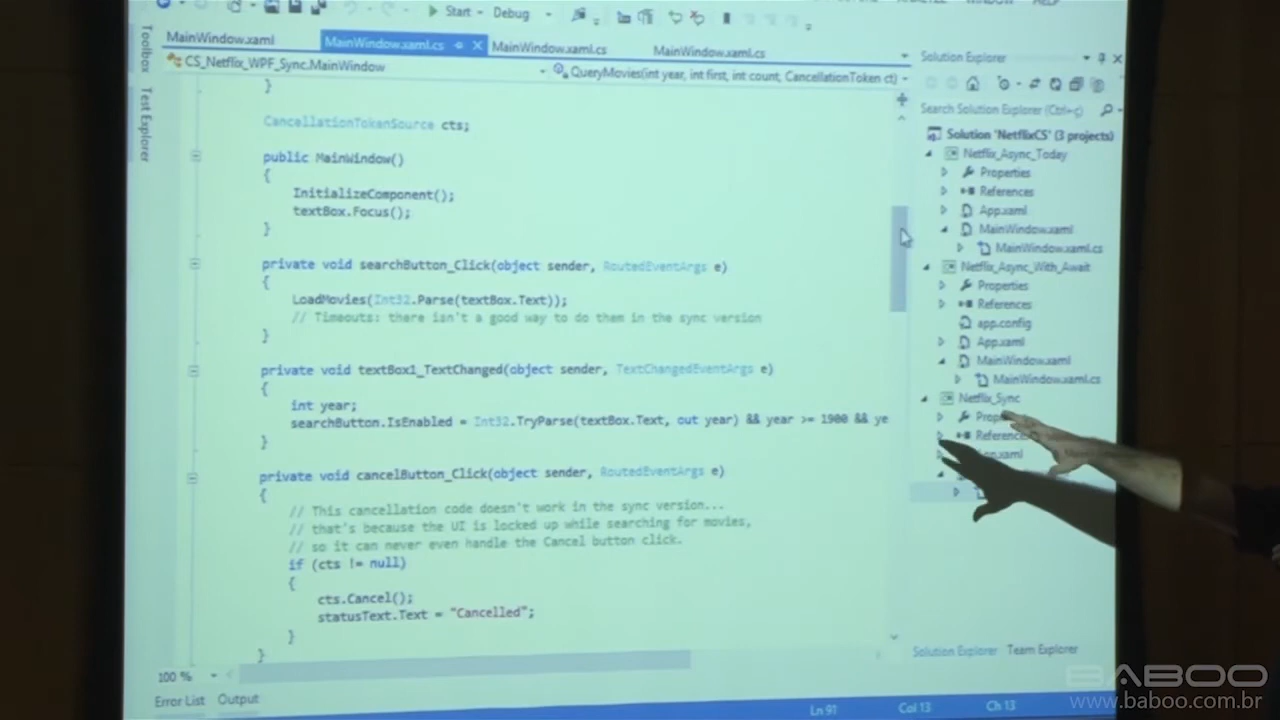 Start
Debug
WINDOW
HELP
Toolbox
Test Explorer
MainWindow.xaml
MainWindow.xaml.cs
MainWindow.xaml.cs
MainWindow.xaml.cs
CS_Netflix_WPF_Sync.MainWindow
QueryMovies(int year, int first, int count, CancellationToken ct)
}
CancellationTokenSource cts;
public MainWindow()
{
InitializeComponent();
textBox.Focus();
}
private void searchButton_Click(object sender, RoutedEventArgs e)
{
LoadMovies(Int32.Parse(textBox.Text));
// Timeouts: there isn't a good way to do them in the sync version
}
private void textBox1_TextChanged(object sender, TextChangedEventArgs e)
{
int year;
searchButton.IsEnabled = Int32.TryParse(textBox.Text, out year) && year >= 1900 && ye
}
private void cancelButton_Click(object sender, RoutedEventArgs e)
{
// This cancellation code doesn't work in the sync version...
// that's because the UI is locked up while searching for movies,
// so it can never even handle the Cancel button click.
if (cts != null)
{
cts.Cancel();
statusText.Text = "Cancelled";
}
}
100 %
Error List
Output
Ln 91
Col 13
Ch 13
Solution Explorer
Search Solution Explorer (Ctrl+ç)
Solution 'NetflixCS' (3 projects)
Netflix_Async_Today
Properties
References
App.xaml
MainWindow.xaml
MainWindow.xaml.cs
Netflix_Async_With_Await
Properties
References
app.config
App.xaml
MainWindow.xaml
MainWindow.xaml.cs
Netflix_Sync
Prop
References
Solution Explorer
Team Explorer
BABOO
www.baboo.com.br